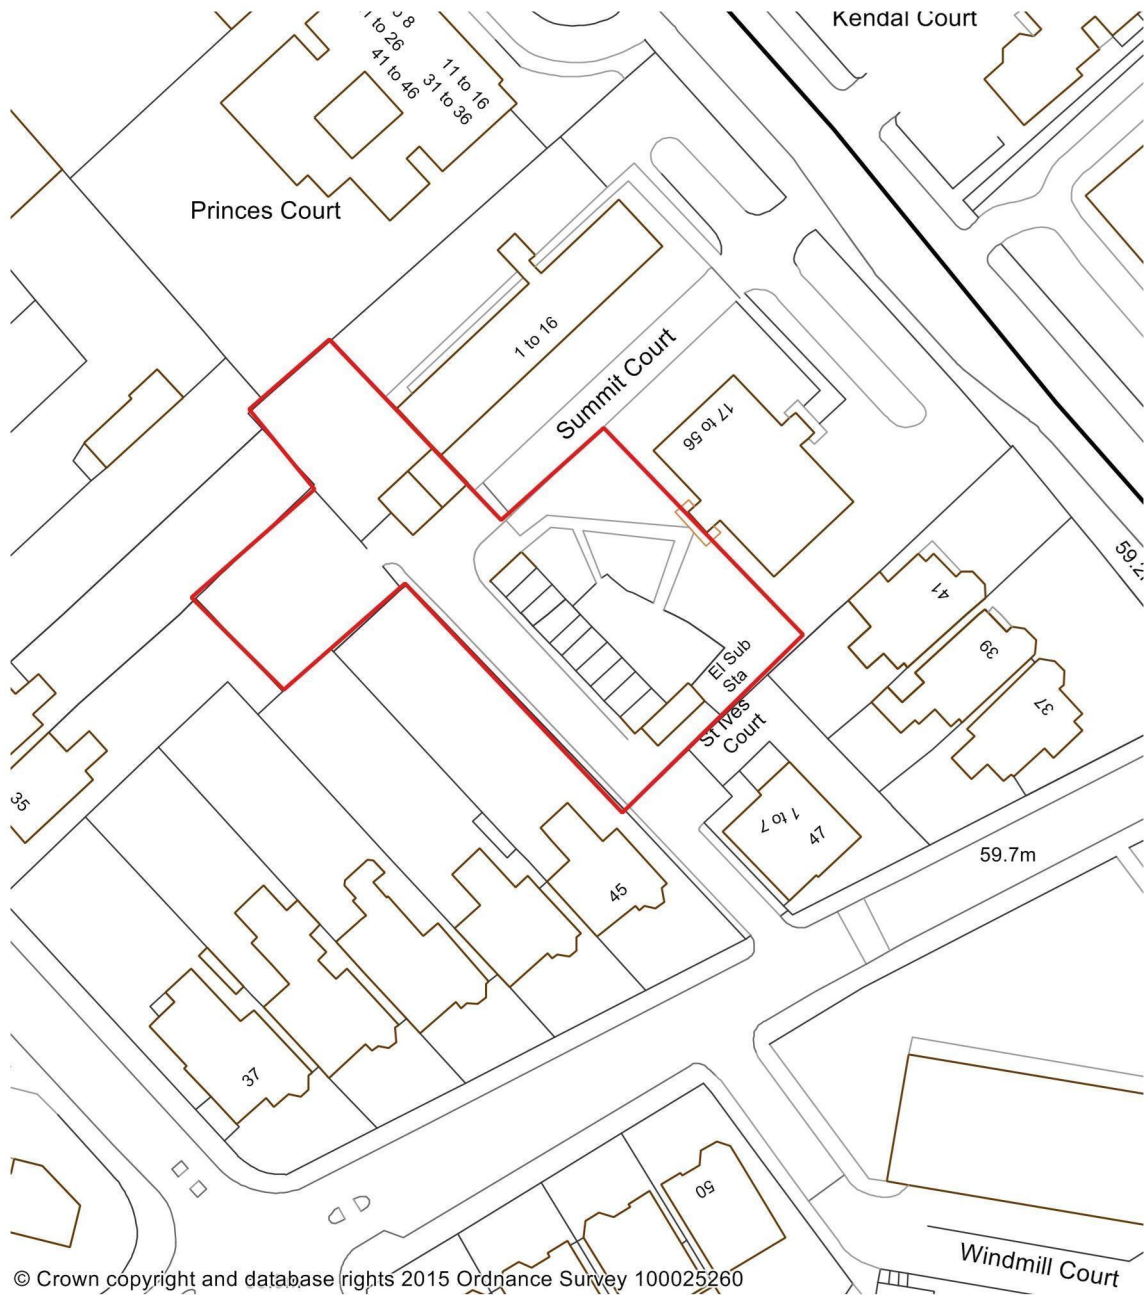 Kendal Court
to 26
41 to 46
11 to 16
31 to 36
Princes Court
1 to 16
Summit Court
17 to 56
59.2
41
39
37
El Sub
Sta
St Ives
Court
1 to 7
47
59.7m
35
45
37
50
Windmill Court
© Crown copyright and database rights 2015 Ordnance Survey 100025260